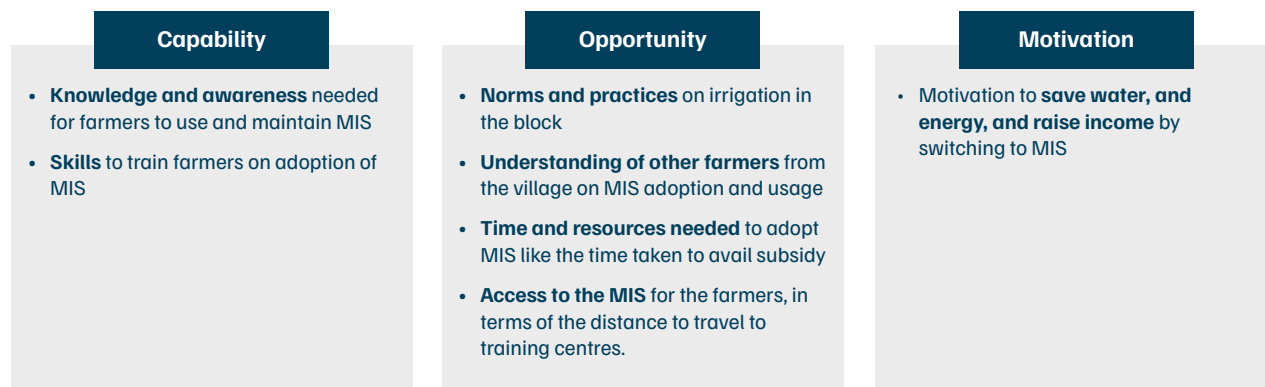 Capability
• Knowledge and awareness needed
for farmers to use and maintain MIS
• Skills to train farmers on adoption of
MIS
Opportunity
• Norms and practices on irrigation in
the block
• Understanding of other farmers from
the village on MIS adoption and usage
• Time and resources needed to adopt
MIS like the time taken to avail subsidy
• Access to the MIS for the farmers, in
terms of the distance to travel to
training centres.
Motivation
• Motivation to save water, and
energy, and raise income by
switching to MIS